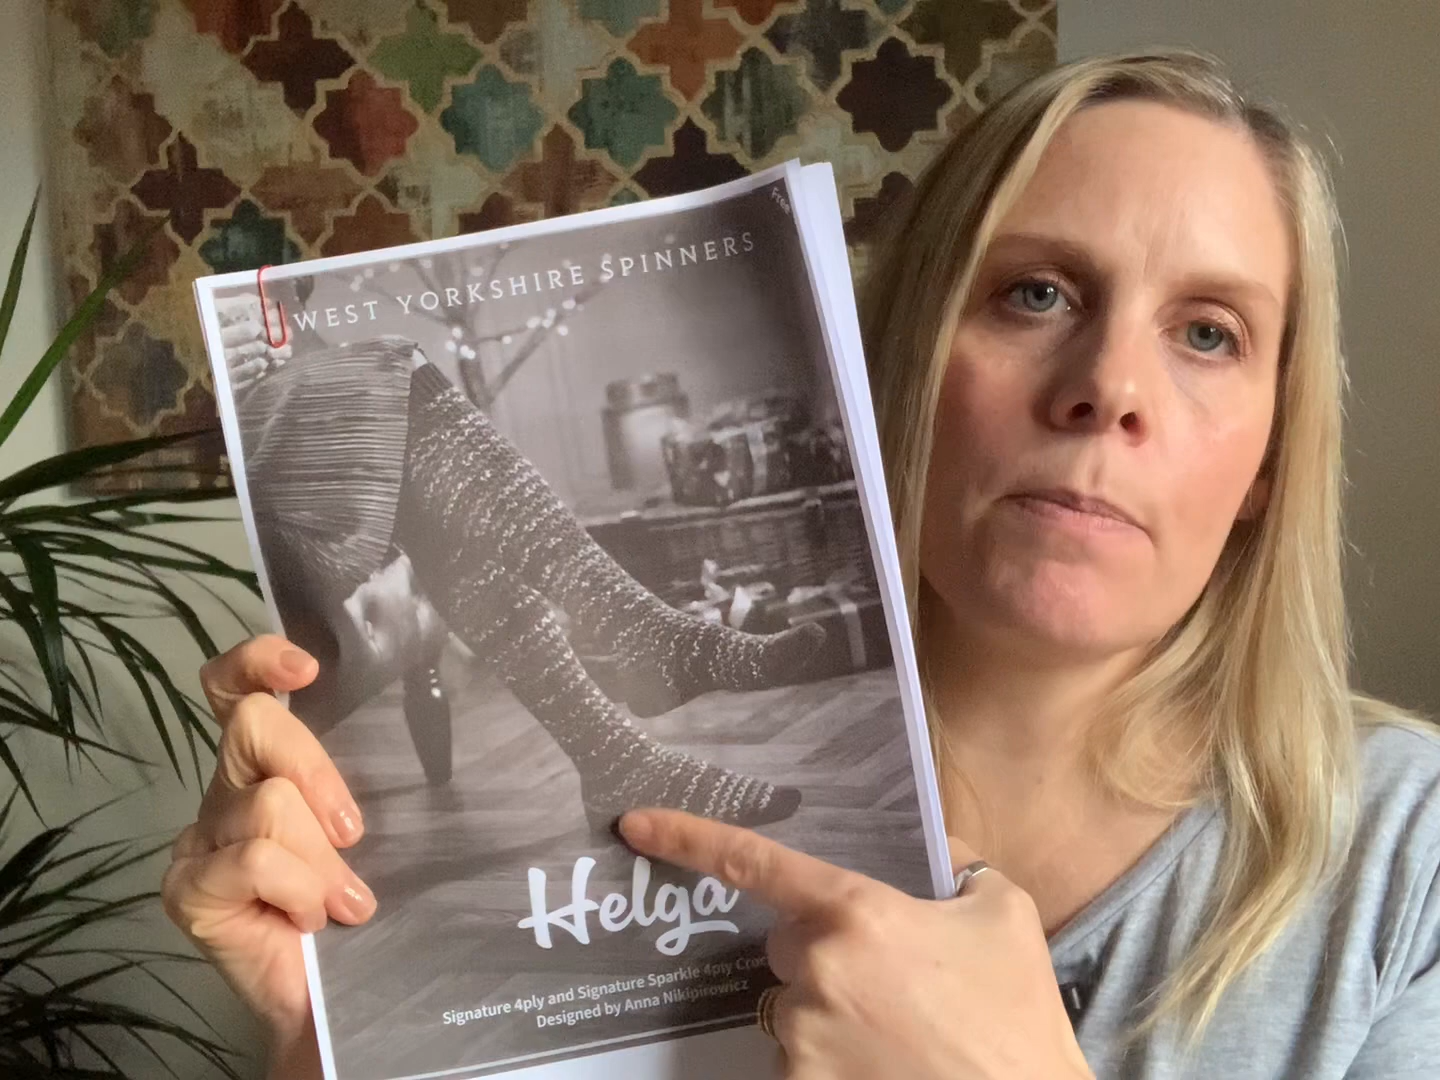 Free
WEST YORKSHIRE SPINNERS
Helga
Signature 4ply and Signature Sparkle 4ply
Designed by Anna Nikipirowicz